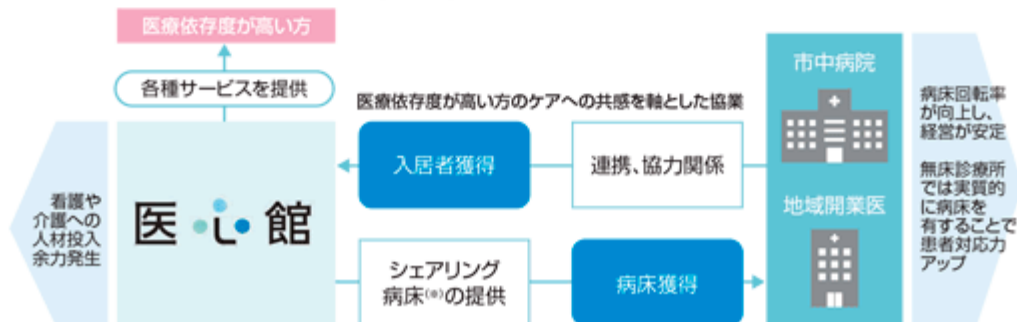 医療依存度が高い方
各種サービスを提供
医療依存度が高い方のケアへの共感を軸とした協業
入居者獲得
連携、協力関係
市中病院
地域開業医
医心館
看護や
介護への
人材投入
余力発生
シェアリング
病床(※)の提供
病床獲得
病床回転率
が向上し、
経営が安定
無床診療所
では実質的
に病床を
有することで
患者対応力
アップ